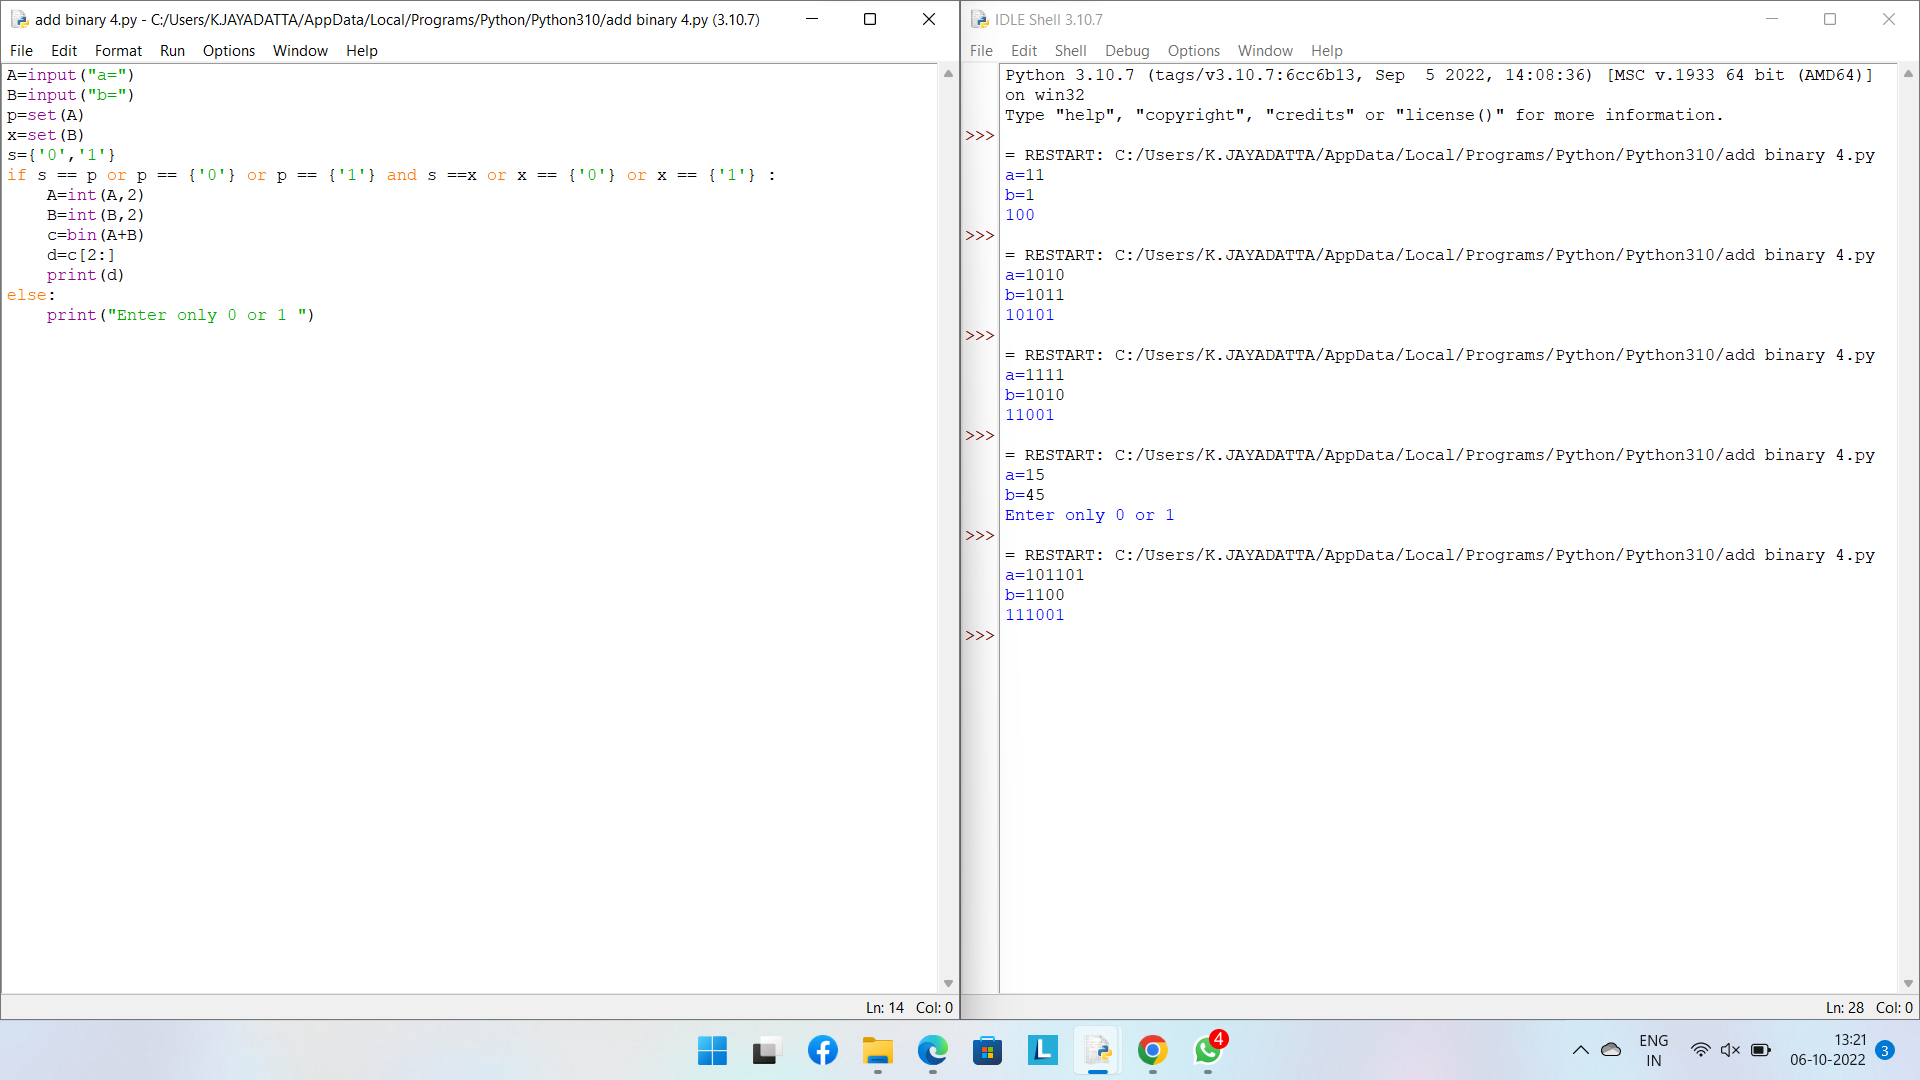 add binary 4.py - C:/Users/KJAYADATTA/AppData/Local/Programs/Python/Python310/add binary 4.py (3.10.7)
File Edit Format Run Options Window Help
A=input("a=")
B=input("b=")
p=set(A)
x=set(B)
s={'0','1'}
if s == p or p == {'0'} or p == {'1'} and s ==x or x == {'0'} or x == {'1'} :
    A=int(A,2)
    B=int(B,2)
    c=bin(A+B)
    d=c[2:]
    print(d)
else:
    print("Enter only 0 or 1 ")
Ln: 14 Col: 0
IDLE Shell 3.10.7
File Edit Shell Debug Options Window Help
Python 3.10.7 (tags/v3.10.7:6cc6b13, Sep  5 2022, 14:08:36) [MSC v.1933 64 bit (AMD64)]
on win32
Type "help", "copyright", "credits" or "license()" for more information.
>>>
= RESTART: C:/Users/K.JAYADATTA/AppData/Local/Programs/Python/Python310/add binary 4.py
a=11
b=1
100
>>>
= RESTART: C:/Users/K.JAYADATTA/AppData/Local/Programs/Python/Python310/add binary 4.py
a=1010
b=1011
10101
>>>
= RESTART: C:/Users/K.JAYADATTA/AppData/Local/Programs/Python/Python310/add binary 4.py
a=1111
b=1010
11001
>>>
= RESTART: C:/Users/K.JAYADATTA/AppData/Local/Programs/Python/Python310/add binary 4.py
a=15
b=45
Enter only 0 or 1
>>>
= RESTART: C:/Users/K.JAYADATTA/AppData/Local/Programs/Python/Python310/add binary 4.py
a=101101
b=1100
111001
>>>
Ln: 28 Col: 0
L
4
ENG
IN
13:21
06-10-2022
3